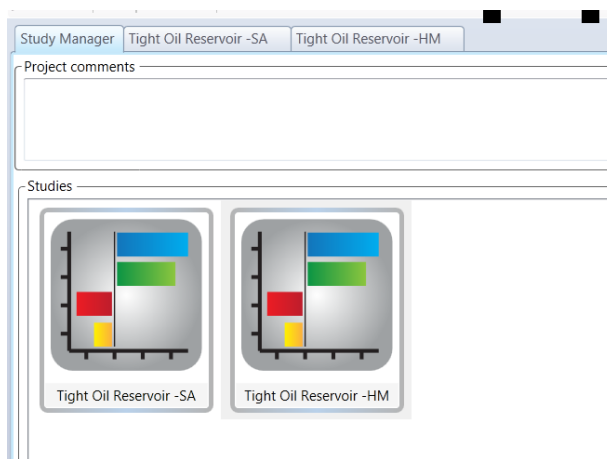 Study Manager Tight Oil Reservoir -SA Tight Oil Reservoir -HM
Project comments
Studies
Tight Oil Reservoir -SA Tight Oil Reservoir -HM